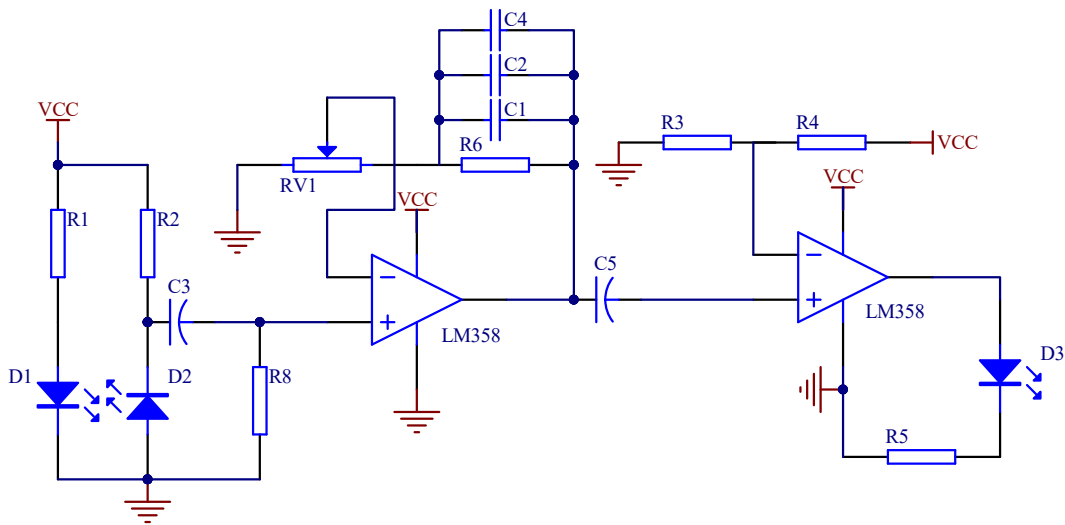 C4
C2
C1
R6
RV1
VCC
R1
R2
C3
D1
D2
R8
VCC
LM358
C5
R3
R4
VCC
VCC
LM358
D3
R5